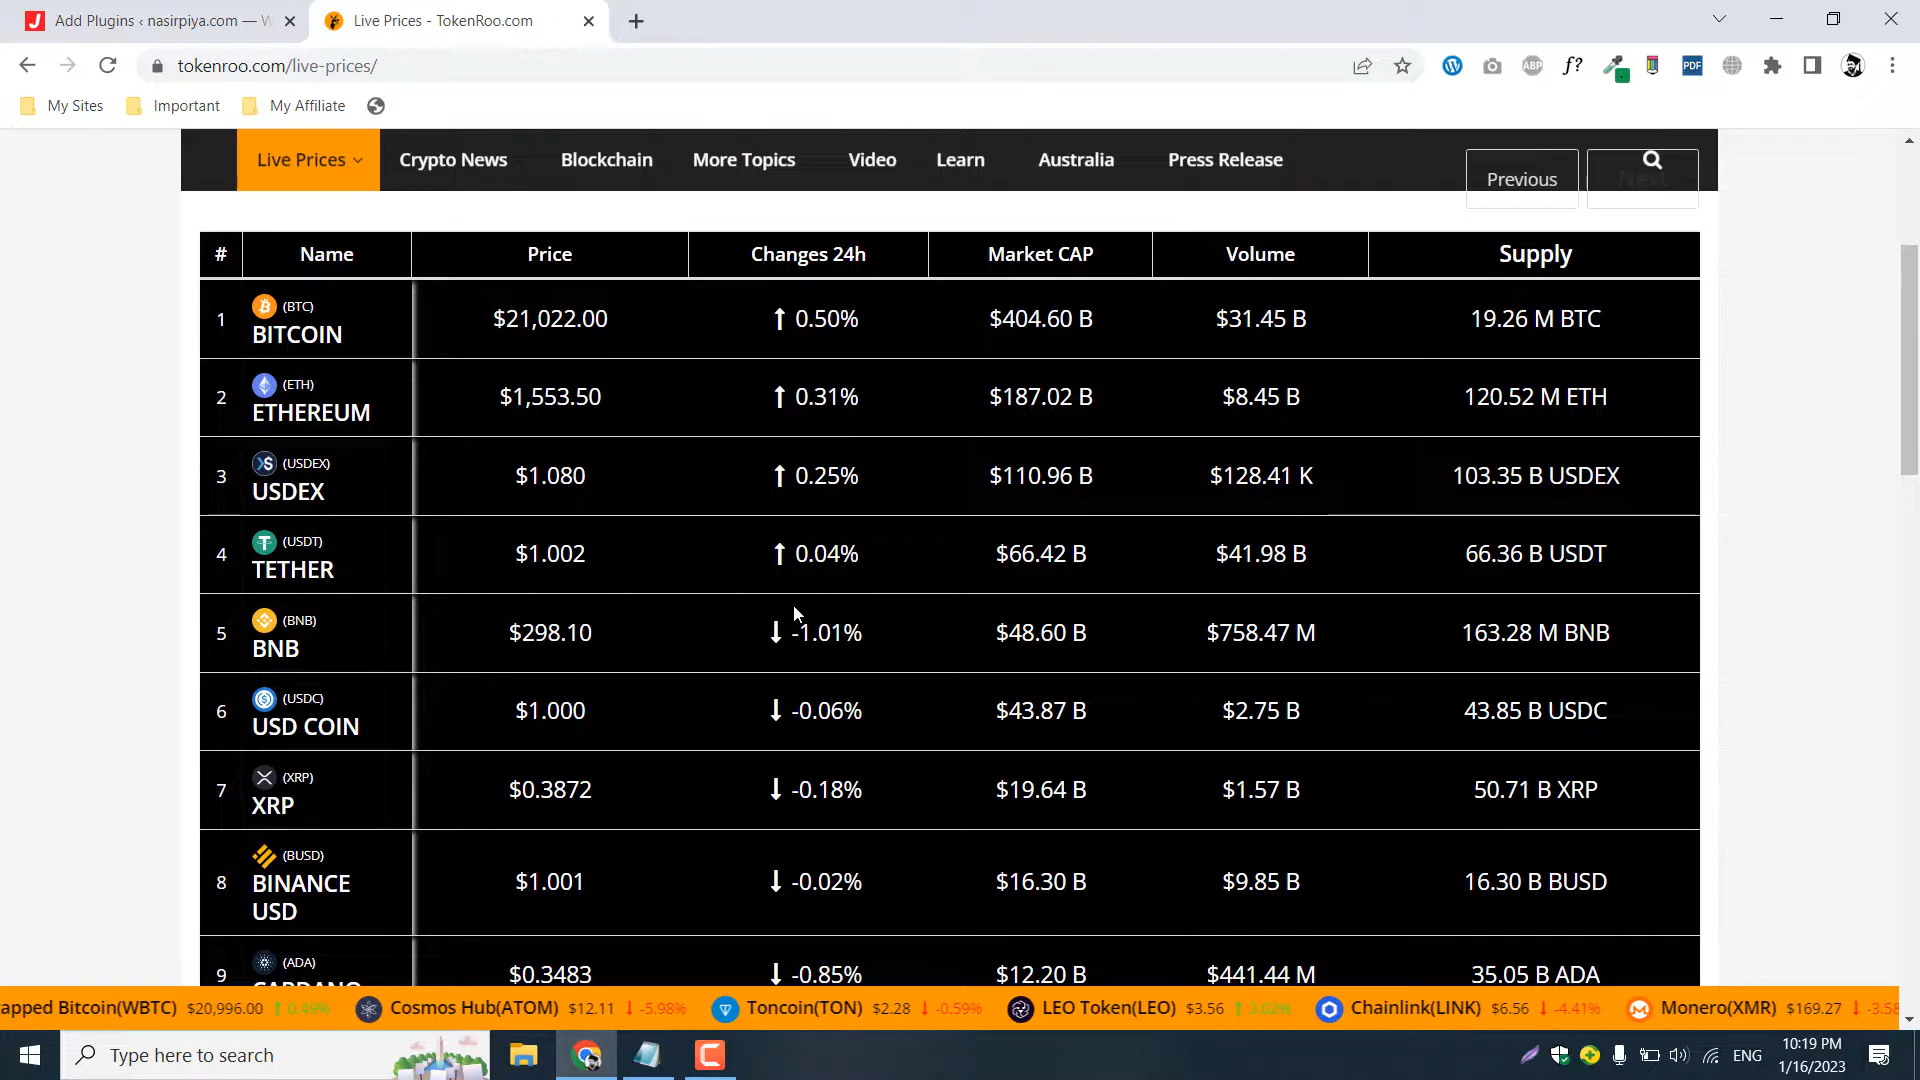 Add Plugins ‹ nasirpiya.com — W
Live Prices - TokenRoo.com
tokenroo.com/live-prices/
ABP
f?
PDF
My Sites
Important
My Affiliate
Live Prices
Crypto News
Blockchain
More Topics
Video
Learn
Australia
Press Release
Previous
# Name Price Changes 24h Market CAP Volume Supply
1 (BTC) BITCOIN $21,022.00 0.50% $404.60 B $31.45 B 19.26 M BTC
2 (ETH) ETHEREUM $1,553.50 0.31% $187.02 B $8.45 B 120.52 M ETH
3 (USDEX) USDEX $1.080 0.25% $110.96 B $128.41 K 103.35 B USDEX
4 (USDT) TETHER $1.002 0.04% $66.42 B $41.98 B 66.36 B USDT
5 (BNB) BNB $298.10 -1.01% $48.60 B $758.47 M 163.28 M BNB
6 (USDC) USD COIN $1.000 -0.06% $43.87 B $2.75 B 43.85 B USDC
7 (XRP) XRP $0.3872 -0.18% $19.64 B $1.57 B 50.71 B XRP
8 (BUSD) BINANCE USD $1.001 -0.02% $16.30 B $9.85 B 16.30 B BUSD
9 (ADA) $0.3483 -0.85% $12.20 B $441.44 M 35.05 B ADA
rapped Bitcoin(WBTC) $20,996.00 0.49% Cosmos Hub(ATOM) $12.11 -5.98% Toncoin(TON) $2.28 -0.59% LEO Token(LEO) $3.56 3.02% Chainlink(LINK) $6.56 -4.41% Monero(XMR) $169.27 -3.58
Type here to search
ENG
10:19 PM
1/16/2023